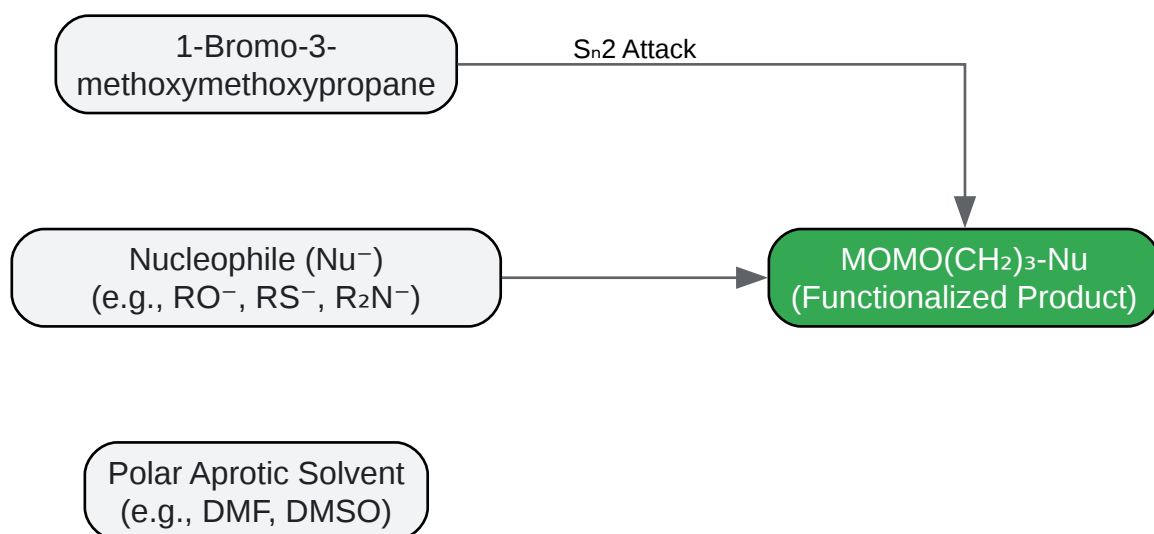 1-Bromo-3-
methoxymethoxypropane
Sₙ2 Attack
Nucleophile (Nu⁻)
(e.g., RO⁻, RS⁻, R₂N⁻)
MOMO(CH₂)₃-Nu
(Functionalized Product)
Polar Aprotic Solvent
(e.g., DMF, DMSO)